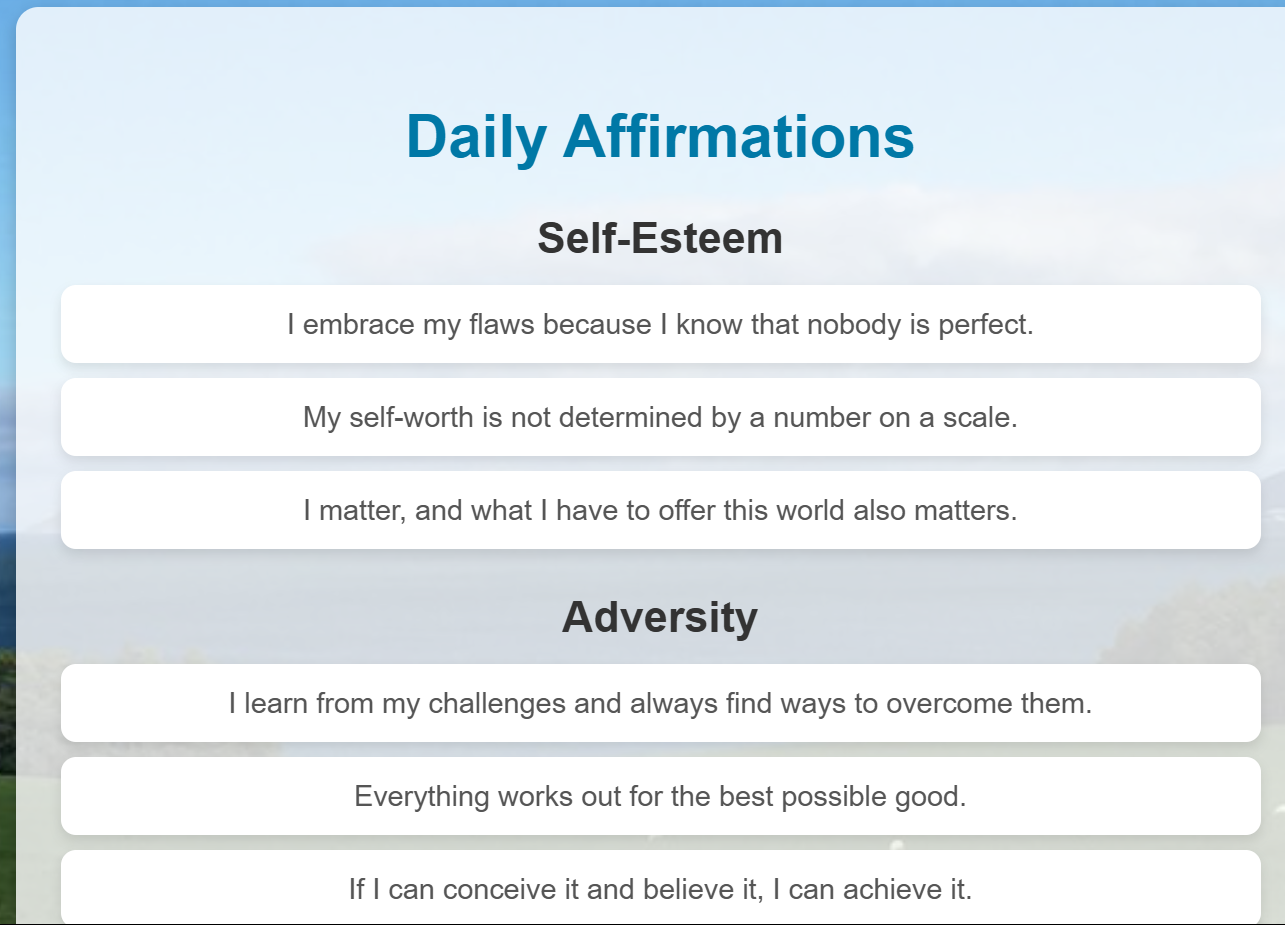 Daily Affirmations
Self-Esteem
I embrace my flaws because I know that nobody is perfect.
My self-worth is not determined by a number on a scale.
I matter, and what I have to offer this world also matters.
Adversity
I learn from my challenges and always find ways to overcome them.
Everything works out for the best possible good.
If I can conceive it and believe it, I can achieve it.